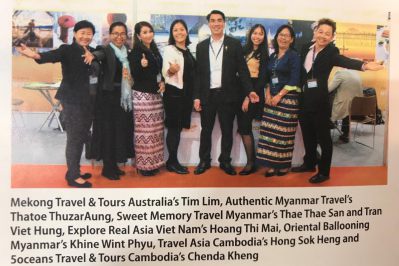 Mekong Travel & Tours Australia's Tim Lim, Authentic Myanmar Travel's
Thatoe ThuzarAung, Sweet Memory Travel Myanmar's Thae Thae San and Tran
Viet Hung, Explore Real Asia Viet Nam's Hoang Thi Mai, Oriental Ballooning
Myanmar's Khine Wint Phyu, Travel Asia Cambodia's Hong Sok Heng and
5oceans Travel & Tours Cambodia's Chenda Kheng